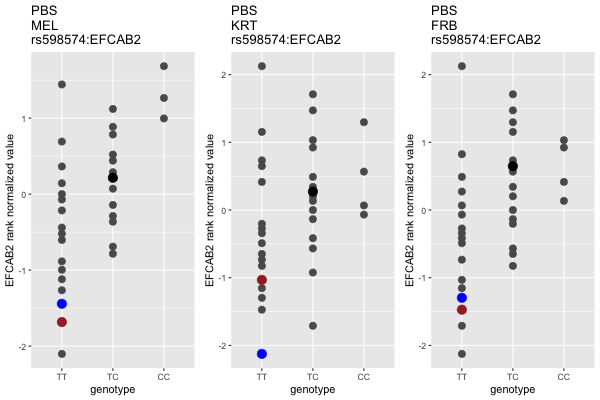 PBS
MEL
rs598574:EFCAB2
EFCAB2 rank normalized value
1
0
-1
-2
TT TC CC
genotype
PBS
KRT
rs598574:EFCAB2
EFCAB2 rank normalized value
2
1
0
-1
-2
TT TC CC
genotype
PBS
FRB
rs598574:EFCAB2
EFCAB2 rank normalized value
2
1
0
-1
-2
TT TC CC
genotype